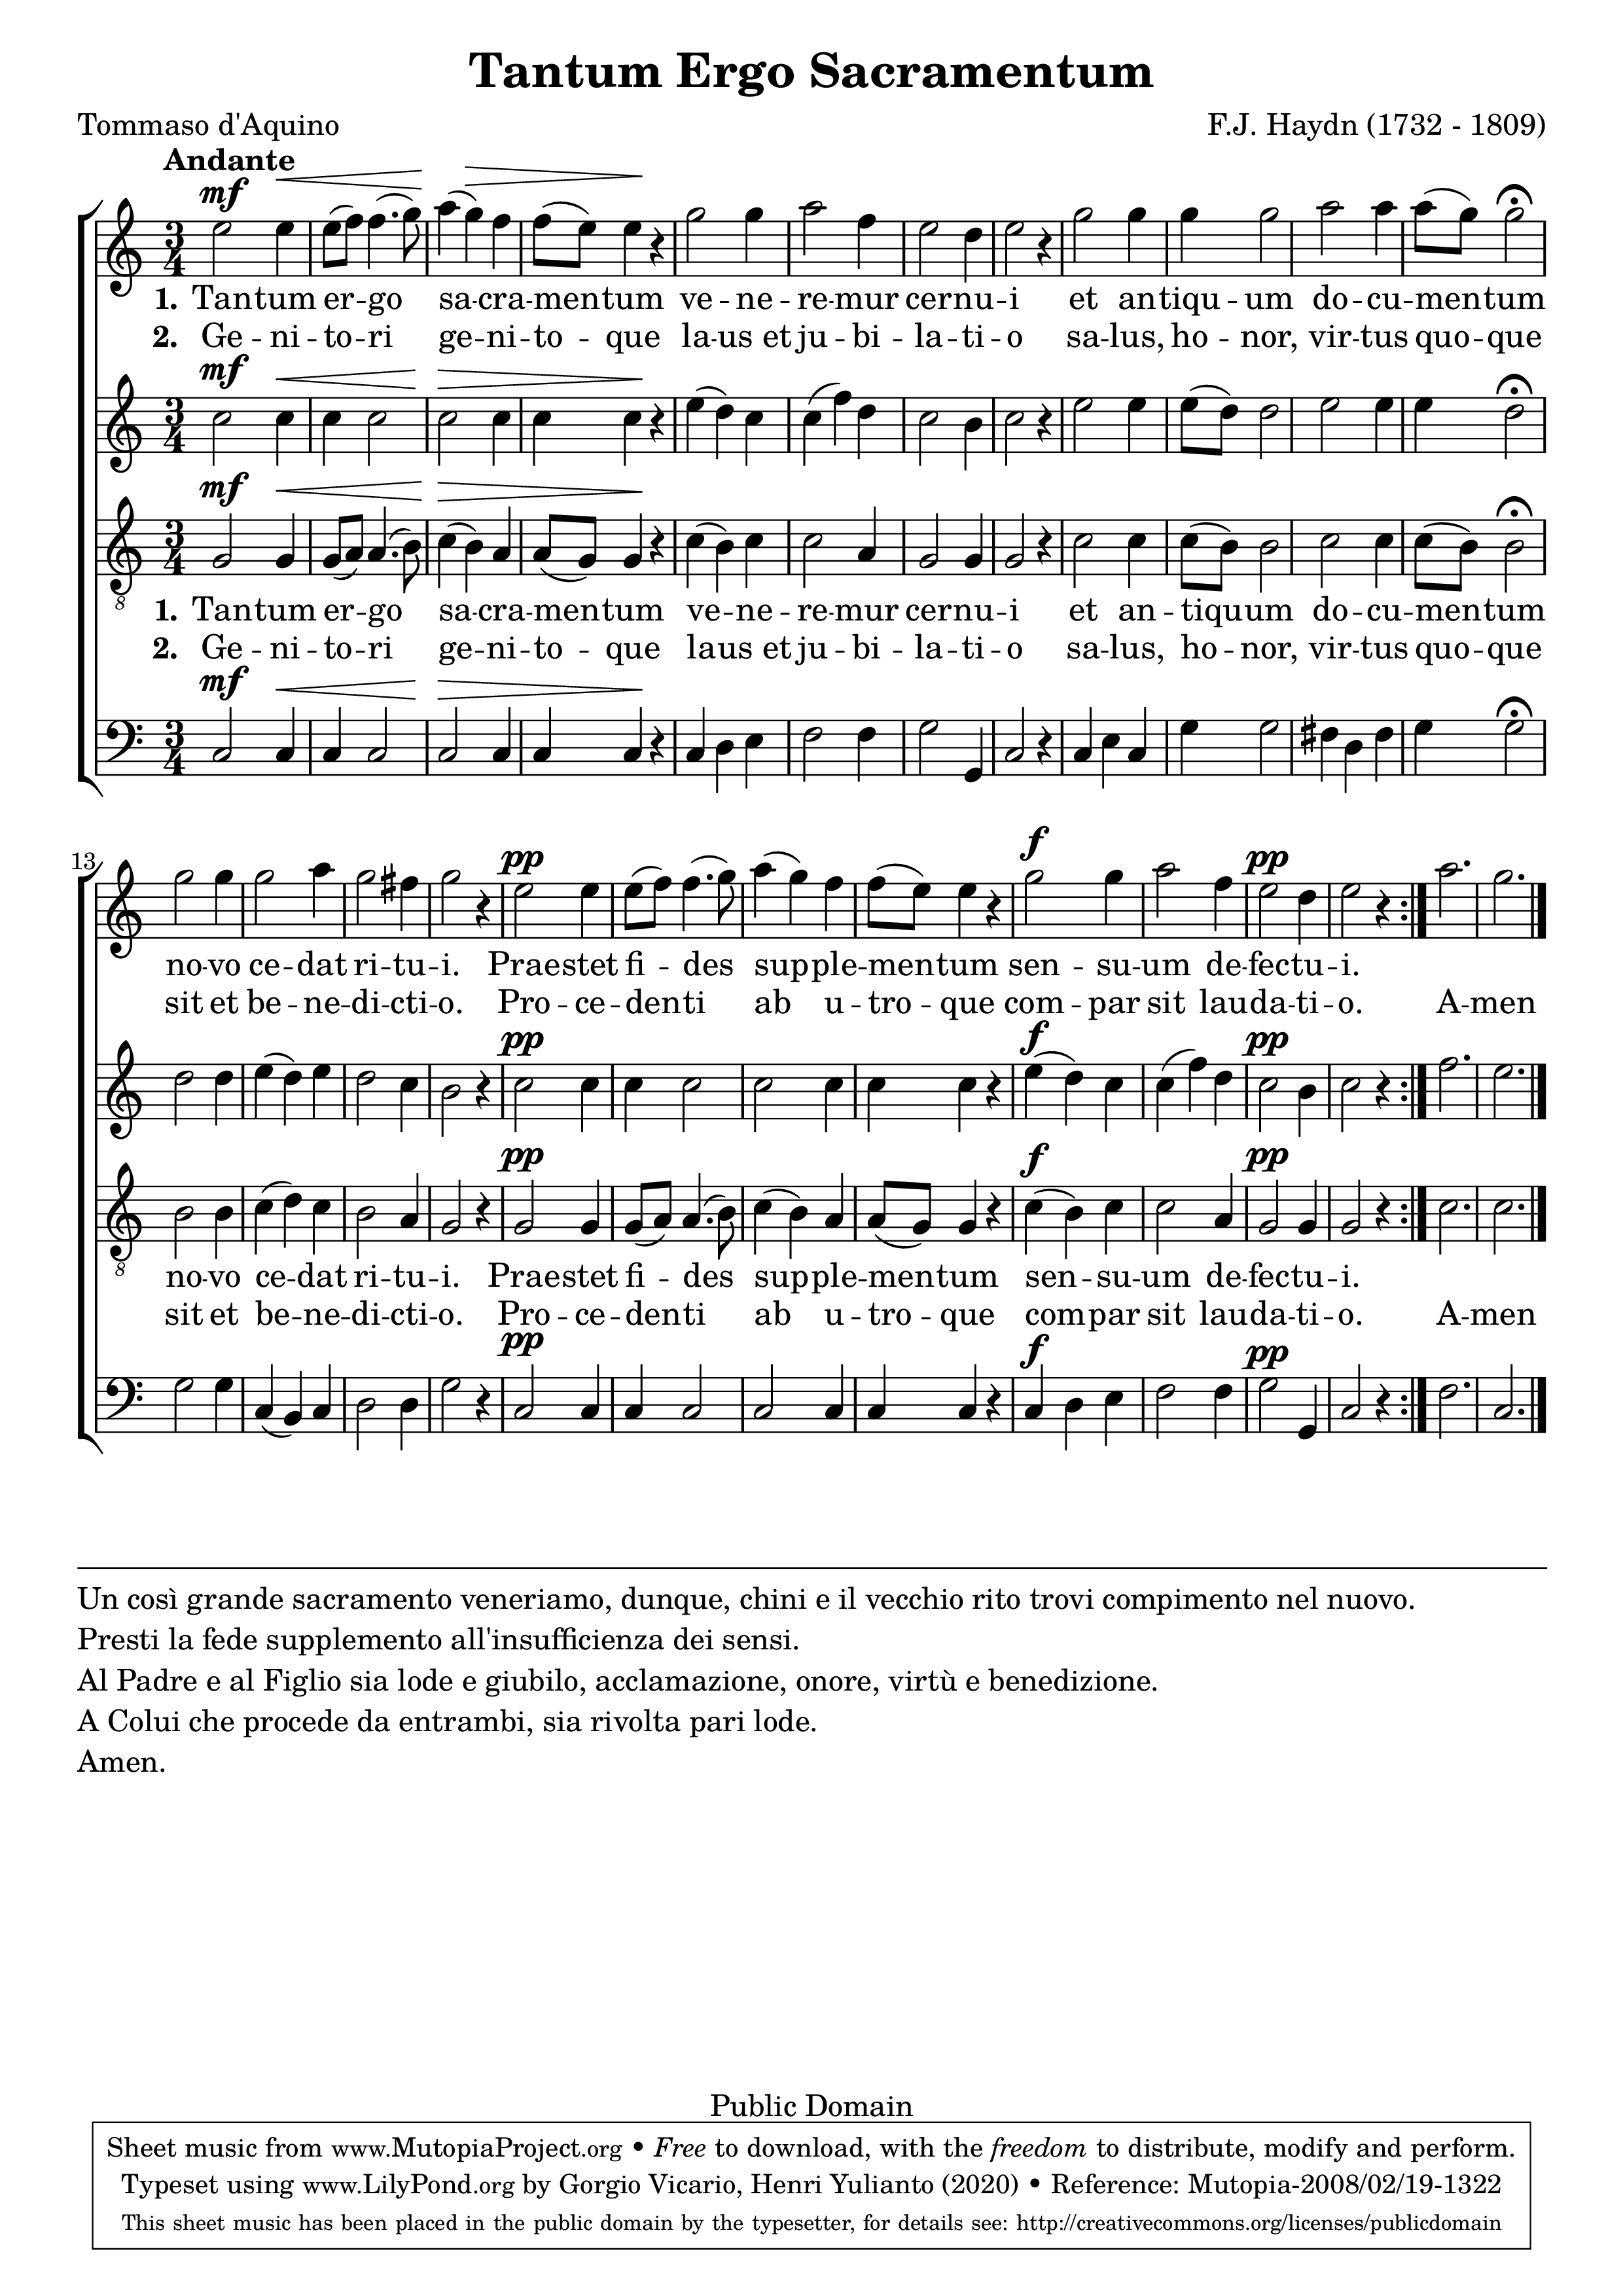 Tantum Ergo Sacramentum
Tommaso d'Aquino
F.J. Haydn (1732 - 1809)
Andante
mf
1. Tantum er -- go sa -- cra -- mentum ve -- ne -- re -- mur cernu -- i et antiqu -- um do -- cu -- mentum
2. Ge -- ni -- to -- ri ge -- ni -- to -- que la -- us et ju -- bi -- la -- ti -- o sa -- lus, ho -- nor, vir -- tus quo -- que
mf
mf
8
1. Tantum er -- go sa -- cra -- mentum ve -- ne -- re -- mur cernu -- i et an -- tiquum do -- cu -- mentum
2. Ge -- ni -- to -- ri ge -- ni -- to -- que laus et ju -- bi -- la -- ti -- o sa -- lus, ho -- nor, vir -- tus quo -- que
mf
13
pp f pp
no -- vo ce -- dat ri -- tu -- i. Praestet fi -- des supple -- mentum sen -- su -- um de -- fectu -- i.
sit et be -- ne -- di -- cti -- o. Pro -- ce -- denti ab u -- tro -- que com -- par sit lauda -- ti -- o. A -- men
pp f pp
pp f pp
8
no -- vo ce -- dat ri -- tu -- i. Praestet fi -- des supple -- mentum sen -- su -- um de -- fectu -- i.
sit et be -- ne -- di -- cti -- o. Pro -- ce -- denti ab u -- tro -- que compar sit lauda -- ti -- o. A -- men
pp f pp
Un così grande sacramento veneriamo, dunque, chini e il vecchio rito trovi compimento nel nuovo.
Presti la fede supplemento all'insufficienza dei sensi.
Al Padre e al Figlio sia lode e giubilo, acclamazione, onore, virtù e benedizione.
A Colui che procede da entrambi, sia rivolta pari lode.
Amen.
Public Domain
Sheet music from www.MutopiaProject.org • Free to download, with the freedom to distribute, modify and perform.
Typeset using www.LilyPond.org by Gorgio Vicario, Henri Yulianto (2020) • Reference: Mutopia-2008/02/19-1322
This sheet music has been placed in the public domain by the typesetter, for details see: http://creativecommons.org/licenses/publicdomain